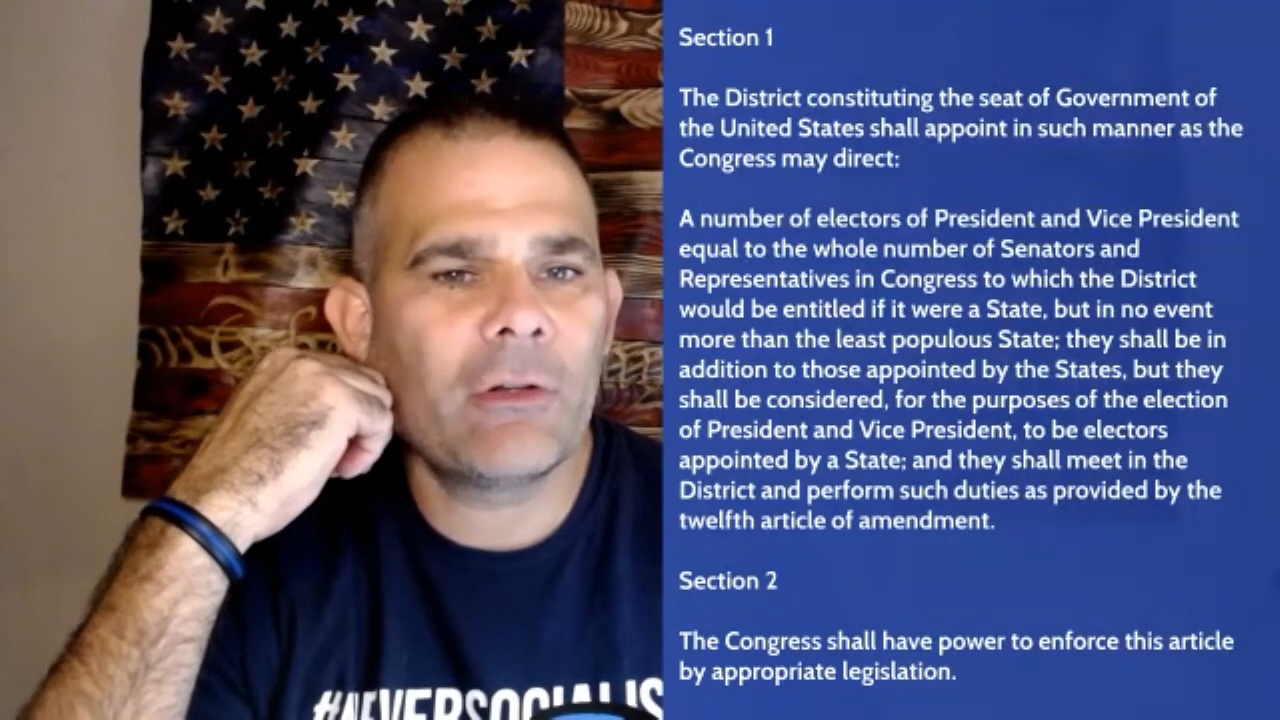 Section 1
The District constituting the seat of Government of
the United States shall appoint in such manner as the
Congress may direct:
A number of electors of President and Vice President
equal to the whole number of Senators and
Representatives in Congress to which the District
would be entitled if it were a State, but in no event
more than the least populous State; they shall be in
addition to those appointed by the States, but they
shall be considered, for the purposes of the election
of President and Vice President, to be electors
appointed by a State; and they shall meet in the
District and perform such duties as provided by the
twelfth article of amendment.
Section 2
The Congress shall have power to enforce this article
by appropriate legislation.
#NEVERSOCIALIS